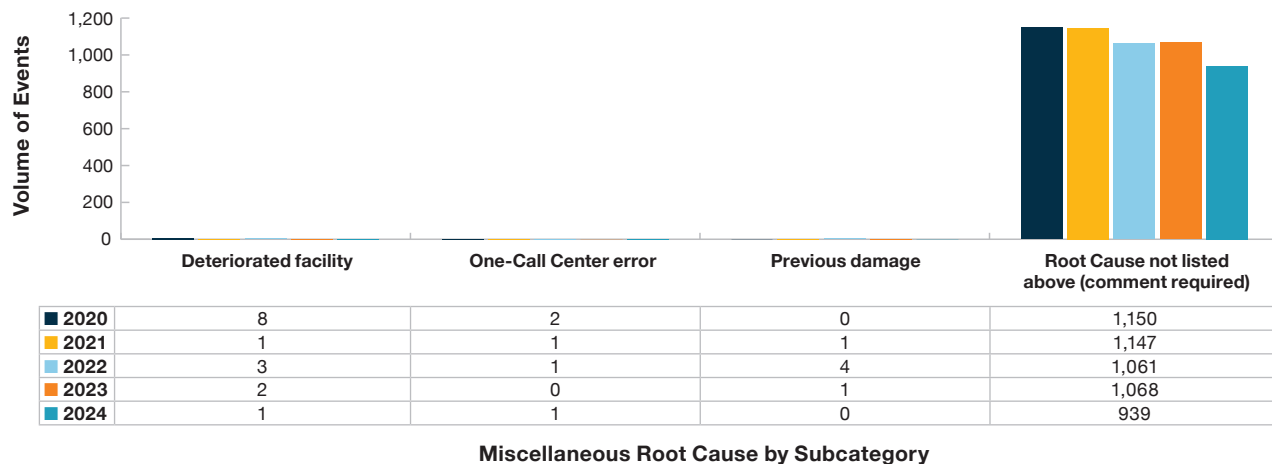 Volume of Events
1,200
1,000
800
600
400
200
0
Deteriorated facility
One-Call Center error
Previous damage
Root Cause not listed
above (comment required)
2020 8 2 0 1,150
2021 1 1 1 1,147
2022 3 1 4 1,061
2023 2 0 1 1,068
2024 1 1 0 939
Miscellaneous Root Cause by Subcategory